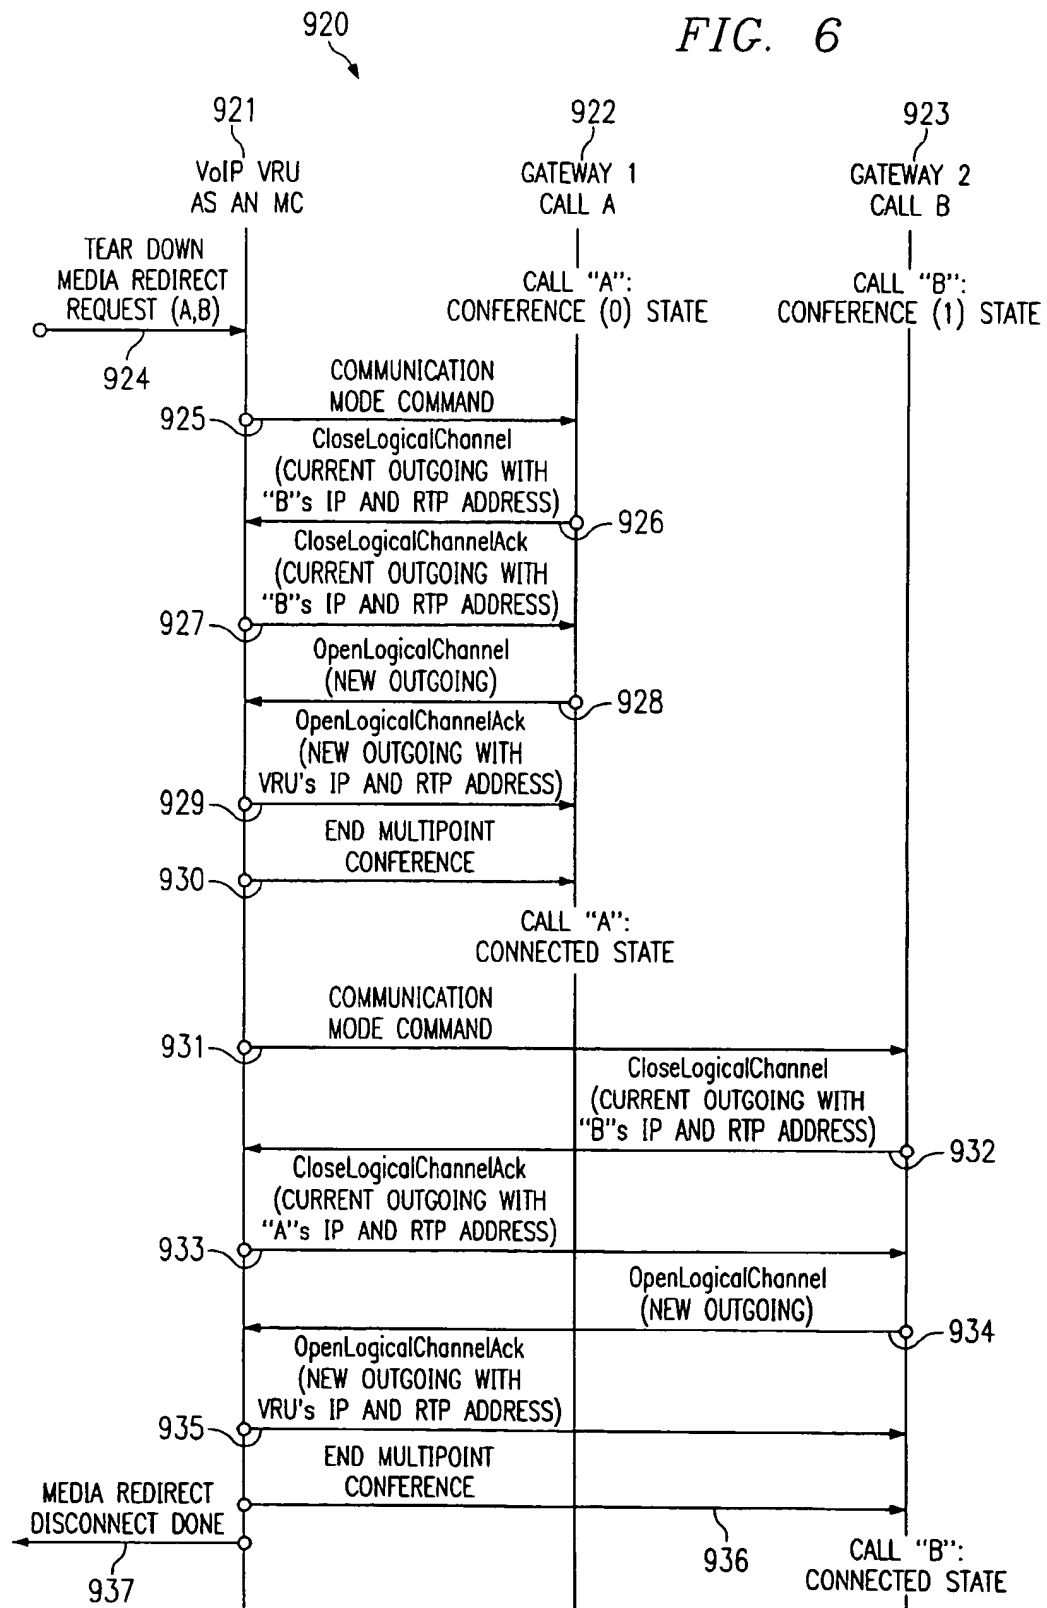 920
FIG. 6
921
922
923
VoIP VRU
AS AN MC
GATEWAY 1
CALL A
GATEWAY 2
CALL B
TEAR DOWN
MEDIA REDIRECT
REQUEST (A,B)
924
CALL "A":
CONFERENCE (0) STATE
CALL "B":
CONFERENCE (1) STATE
COMMUNICATION
MODE COMMAND
925
CloseLogicalChannel
(CURRENT OUTGOING WITH
"B"s IP AND RTP ADDRESS)
926
CloseLogicalChannelAck
(CURRENT OUTGOING WITH
"B"s IP AND RTP ADDRESS)
927
OpenLogicalChannel
(NEW OUTGOING)
928
OpenLogicalChannelAck
(NEW OUTGOING WITH
VRU's IP AND RTP ADDRESS)
929
END MULTIPOINT
CONFERENCE
930
CALL "A":
CONNECTED STATE
COMMUNICATION
MODE COMMAND
931
CloseLogicalChannel
(CURRENT OUTGOING WITH
"B"s IP AND RTP ADDRESS)
932
CloseLogicalChannelAck
(CURRENT OUTGOING WITH
"A"s IP AND RTP ADDRESS)
933
OpenLogicalChannel
(NEW OUTGOING)
934
OpenLogicalChannelAck
(NEW OUTGOING WITH
VRU's IP AND RTP ADDRESS)
935
END MULTIPOINT
CONFERENCE
936
MEDIA REDIRECT
DISCONNECT DONE
937
CALL "B":
CONNECTED STATE